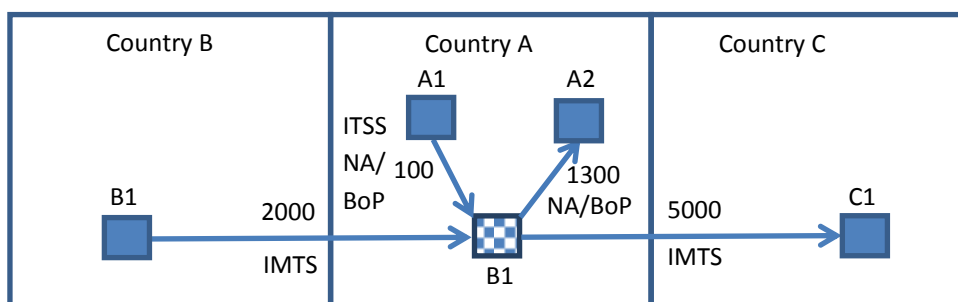 Country B
Country A
Country C
A1
A2
ITSS
NA/
BoP
100
1300
NA/BoP
B1
2000
IMTS
B1
5000
IMTS
C1